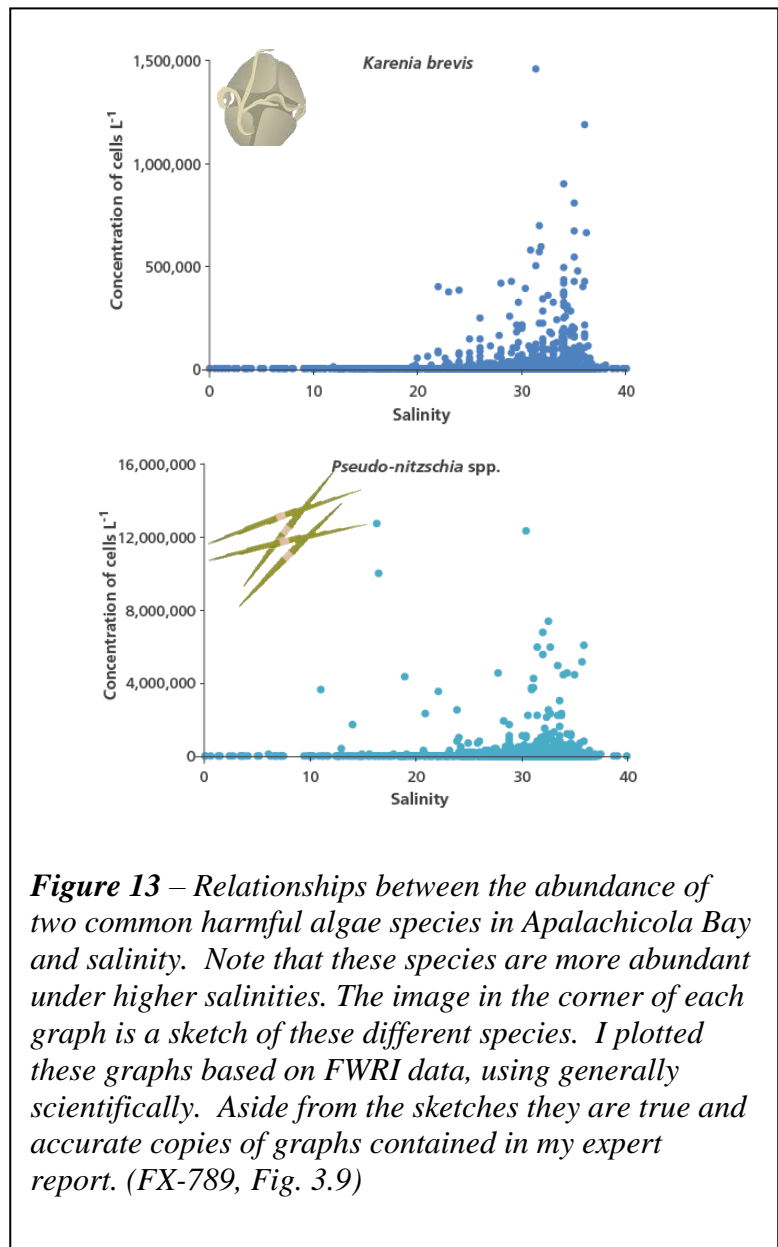 Karenia brevis
1,500,000
1,000,000
500,000
0
Concentration of cells L-1
0 10 20 30 40
Salinity
Pseudo-nitzschia spp.
16,000,000
12,000,000
8,000,000
4,000,000
0
Concentration of cells L-1
0 10 20 30 40
Salinity
Figure 13 – Relationships between the abundance of
two common harmful algae species in Apalachicola Bay
and salinity. Note that these species are more abundant
under higher salinities. The image in the corner of each
graph is a sketch of these different species. I plotted
these graphs based on FWRI data, using generally
scientifically. Aside from the sketches they are true and
accurate copies of graphs contained in my expert
report. (FX-789, Fig. 3.9)